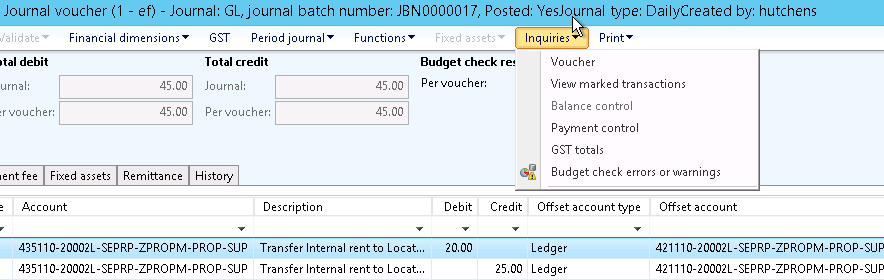 Journal voucher (1 - ef) - Journal: GL, journal batch number: JBN0000017, Posted: YesJournal type: DailyCreated by: hutchens
Validate Financial dimensions GST Period journal Functions Fixed assets Inquiries Print
otal debit Total credit Budget check res
urnal: 45.00 Journal: 45.00 Per voucher:
er voucher: 45.00 Per voucher: 45.00
Voucher
View marked transactions
Balance control
Payment control
GST totals
Budget check errors or warnings
ment fee Fixed assets Remittance History
e Account Description Debit Credit Offset account type Offset account
435110-20002L-SEPRP-ZPROPM-PROP-SUP Transfer Internal rent to Locat... 20.00 Ledger 421110-20002L-SEPRP-ZPROPM-PROP-SUP
435110-20002L-SEPRP-ZPROPM-PROP-SUP Transfer Internal rent to Locat... 25.00 Ledger 421110-20002L-SEPRP-ZPROPM-PROP-SUP